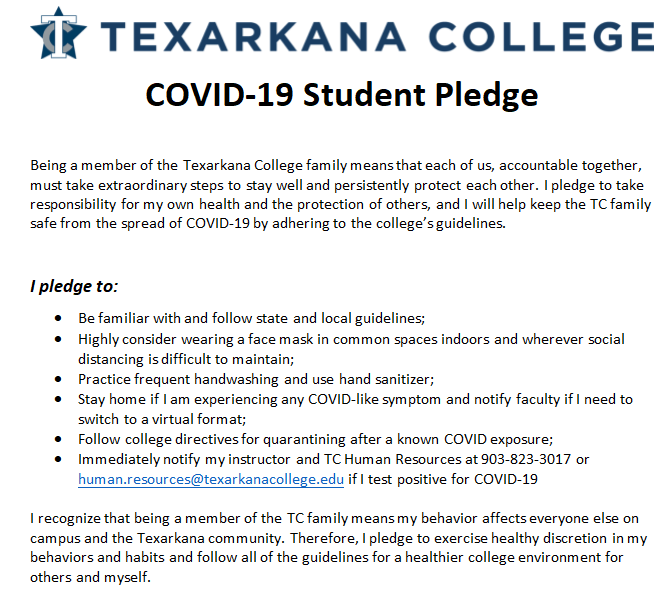 TC TEXARKANA COLLEGE
COVID-19 Student Pledge
Being a member of the Texarkana College family means that each of us, accountable together,
must take extraordinary steps to stay well and persistently protect each other. I pledge to take
responsibility for my own health and the protection of others, and I will help keep the TC family
safe from the spread of COVID-19 by adhering to the college's guidelines.
I pledge to:
• Be familiar with and follow state and local guidelines;
• Highly consider wearing a face mask in common spaces indoors and wherever social
distancing is difficult to maintain;
• Practice frequent handwashing and use hand sanitizer;
• Stay home if I am experiencing any COVID-like symptom and notify faculty if I need to
switch to a virtual format;
• Follow college directives for quarantining after a known COVID exposure;
• Immediately notify my instructor and TC Human Resources at 903-823-3017 or
human.resources@texarkanacollege.edu if I test positive for COVID-19
I recognize that being a member of the TC family means my behavior affects everyone else on
campus and the Texarkana community. Therefore, I pledge to exercise healthy discretion in my
behaviors and habits and follow all of the guidelines for a healthier college environment for
others and myself.